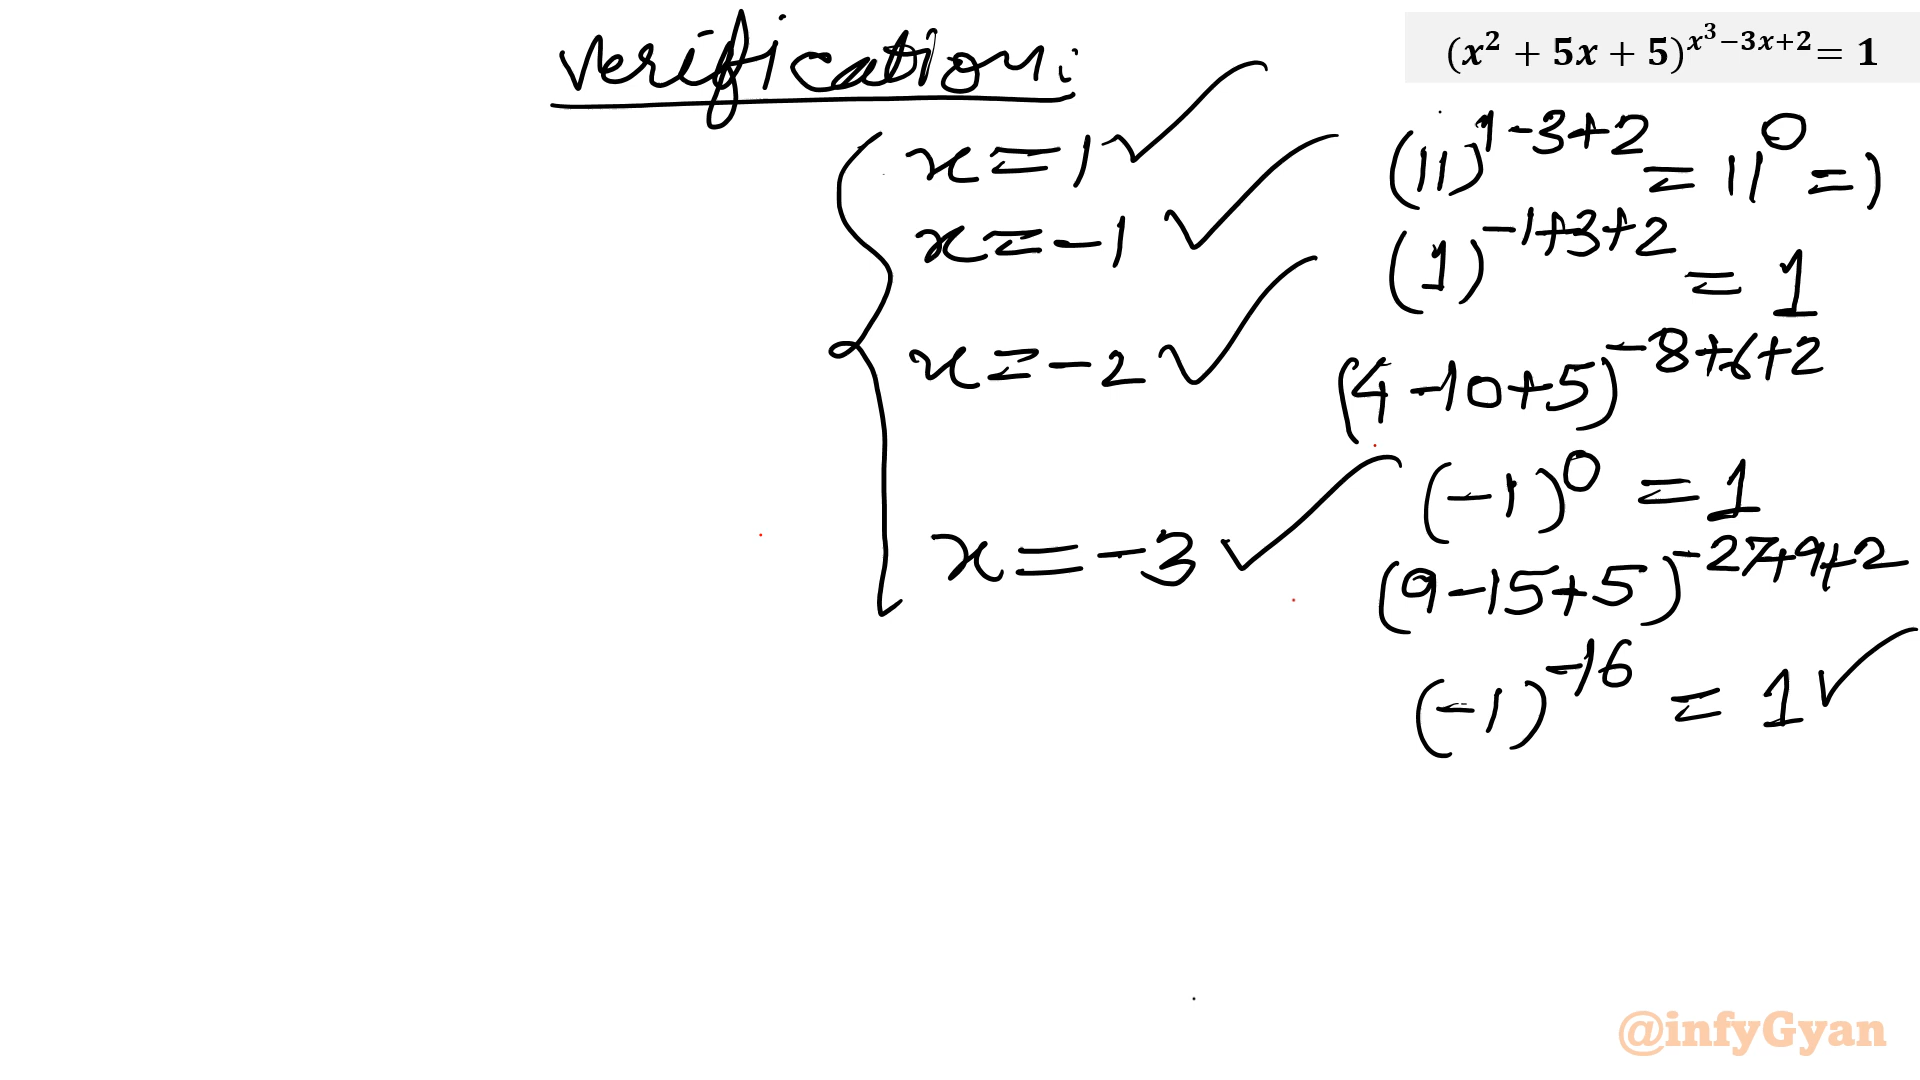 verification:
(x² + 5x + 5)^(x³−3x+2) = 1
x = 1 ✓
(11)^(1-3+2) = 11^0 = 1
x = -1 ✓
(1)^(-1+3+2) = 1
x = -2 ✓
(4-10+5)^(-8+6+2)
(-1)^0 = 1
x = -3 ✓
(9-15+5)^(-27+9+2)
(-1)^(-16) = 1 ✓
@infyGyan